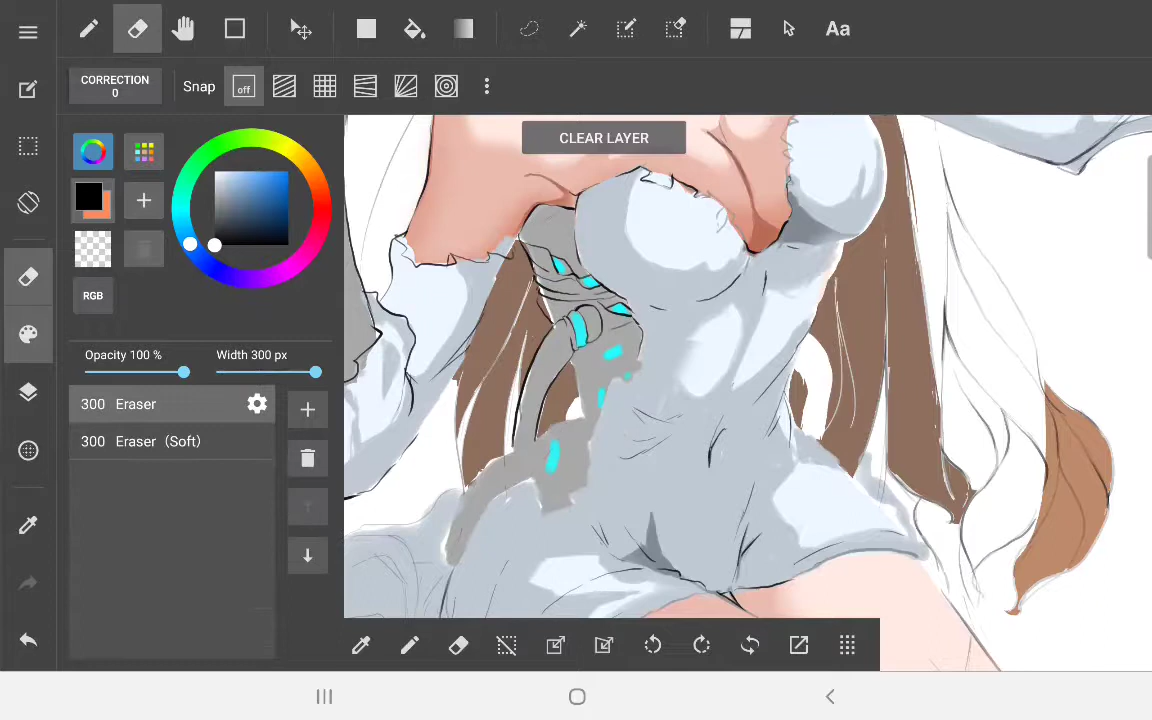 Aa
CORRECTION
0
Snap
off
CLEAR LAYER
RGB
Opacity 100 %
Width 300 px
300 Eraser
300 Eraser (Soft)